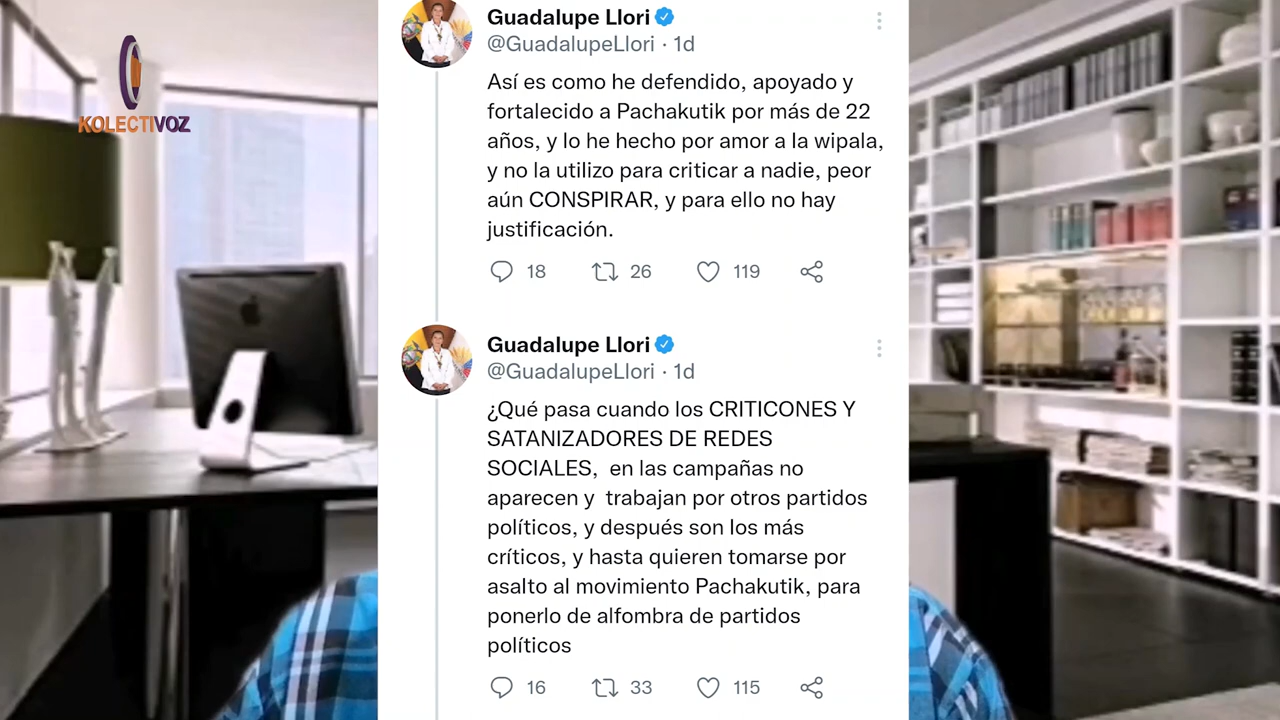 KOLECTIVOZ
Guadalupe Llori
@GuadalupeLlori · 1d
Así es como he defendido, apoyado y
fortalecido a Pachakutik por más de 22
años, y lo he hecho por amor a la wipala,
y no la utilizo para criticar a nadie, peor
aún CONSPIRAR, y para ello no hay
justificación.
18 26 119
Guadalupe Llori
@GuadalupeLlori · 1d
¿Qué pasa cuando los CRITICONES Y
SATANIZADORES DE REDES
SOCIALES, en las campañas no
aparecen y trabajan por otros partidos
políticos, y después son los más
críticos, y hasta quieren tomarse por
asalto al movimiento Pachakutik, para
ponerlo de alfombra de partidos
políticos
16 33 115